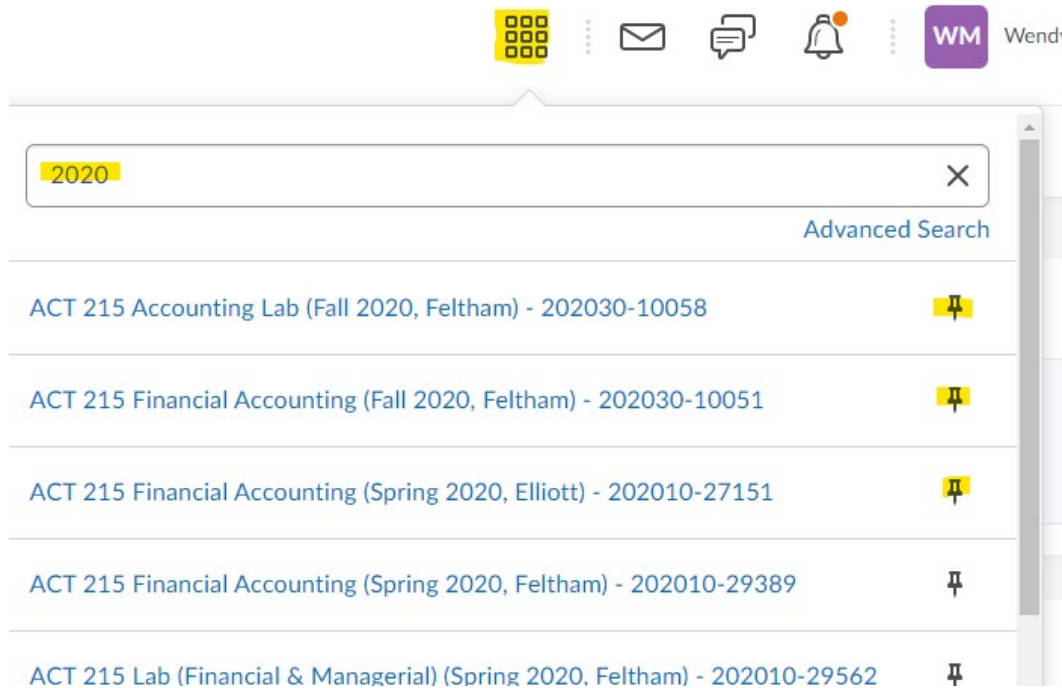 WM Wendy
2020
Advanced Search
ACT 215 Accounting Lab (Fall 2020, Feltham) - 202030-10058
ACT 215 Financial Accounting (Fall 2020, Feltham) - 202030-10051
ACT 215 Financial Accounting (Spring 2020, Elliott) - 202010-27151
ACT 215 Financial Accounting (Spring 2020, Feltham) - 202010-29389
ACT 215 Lab (Financial & Managerial) (Spring 2020, Feltham) - 202010-29562